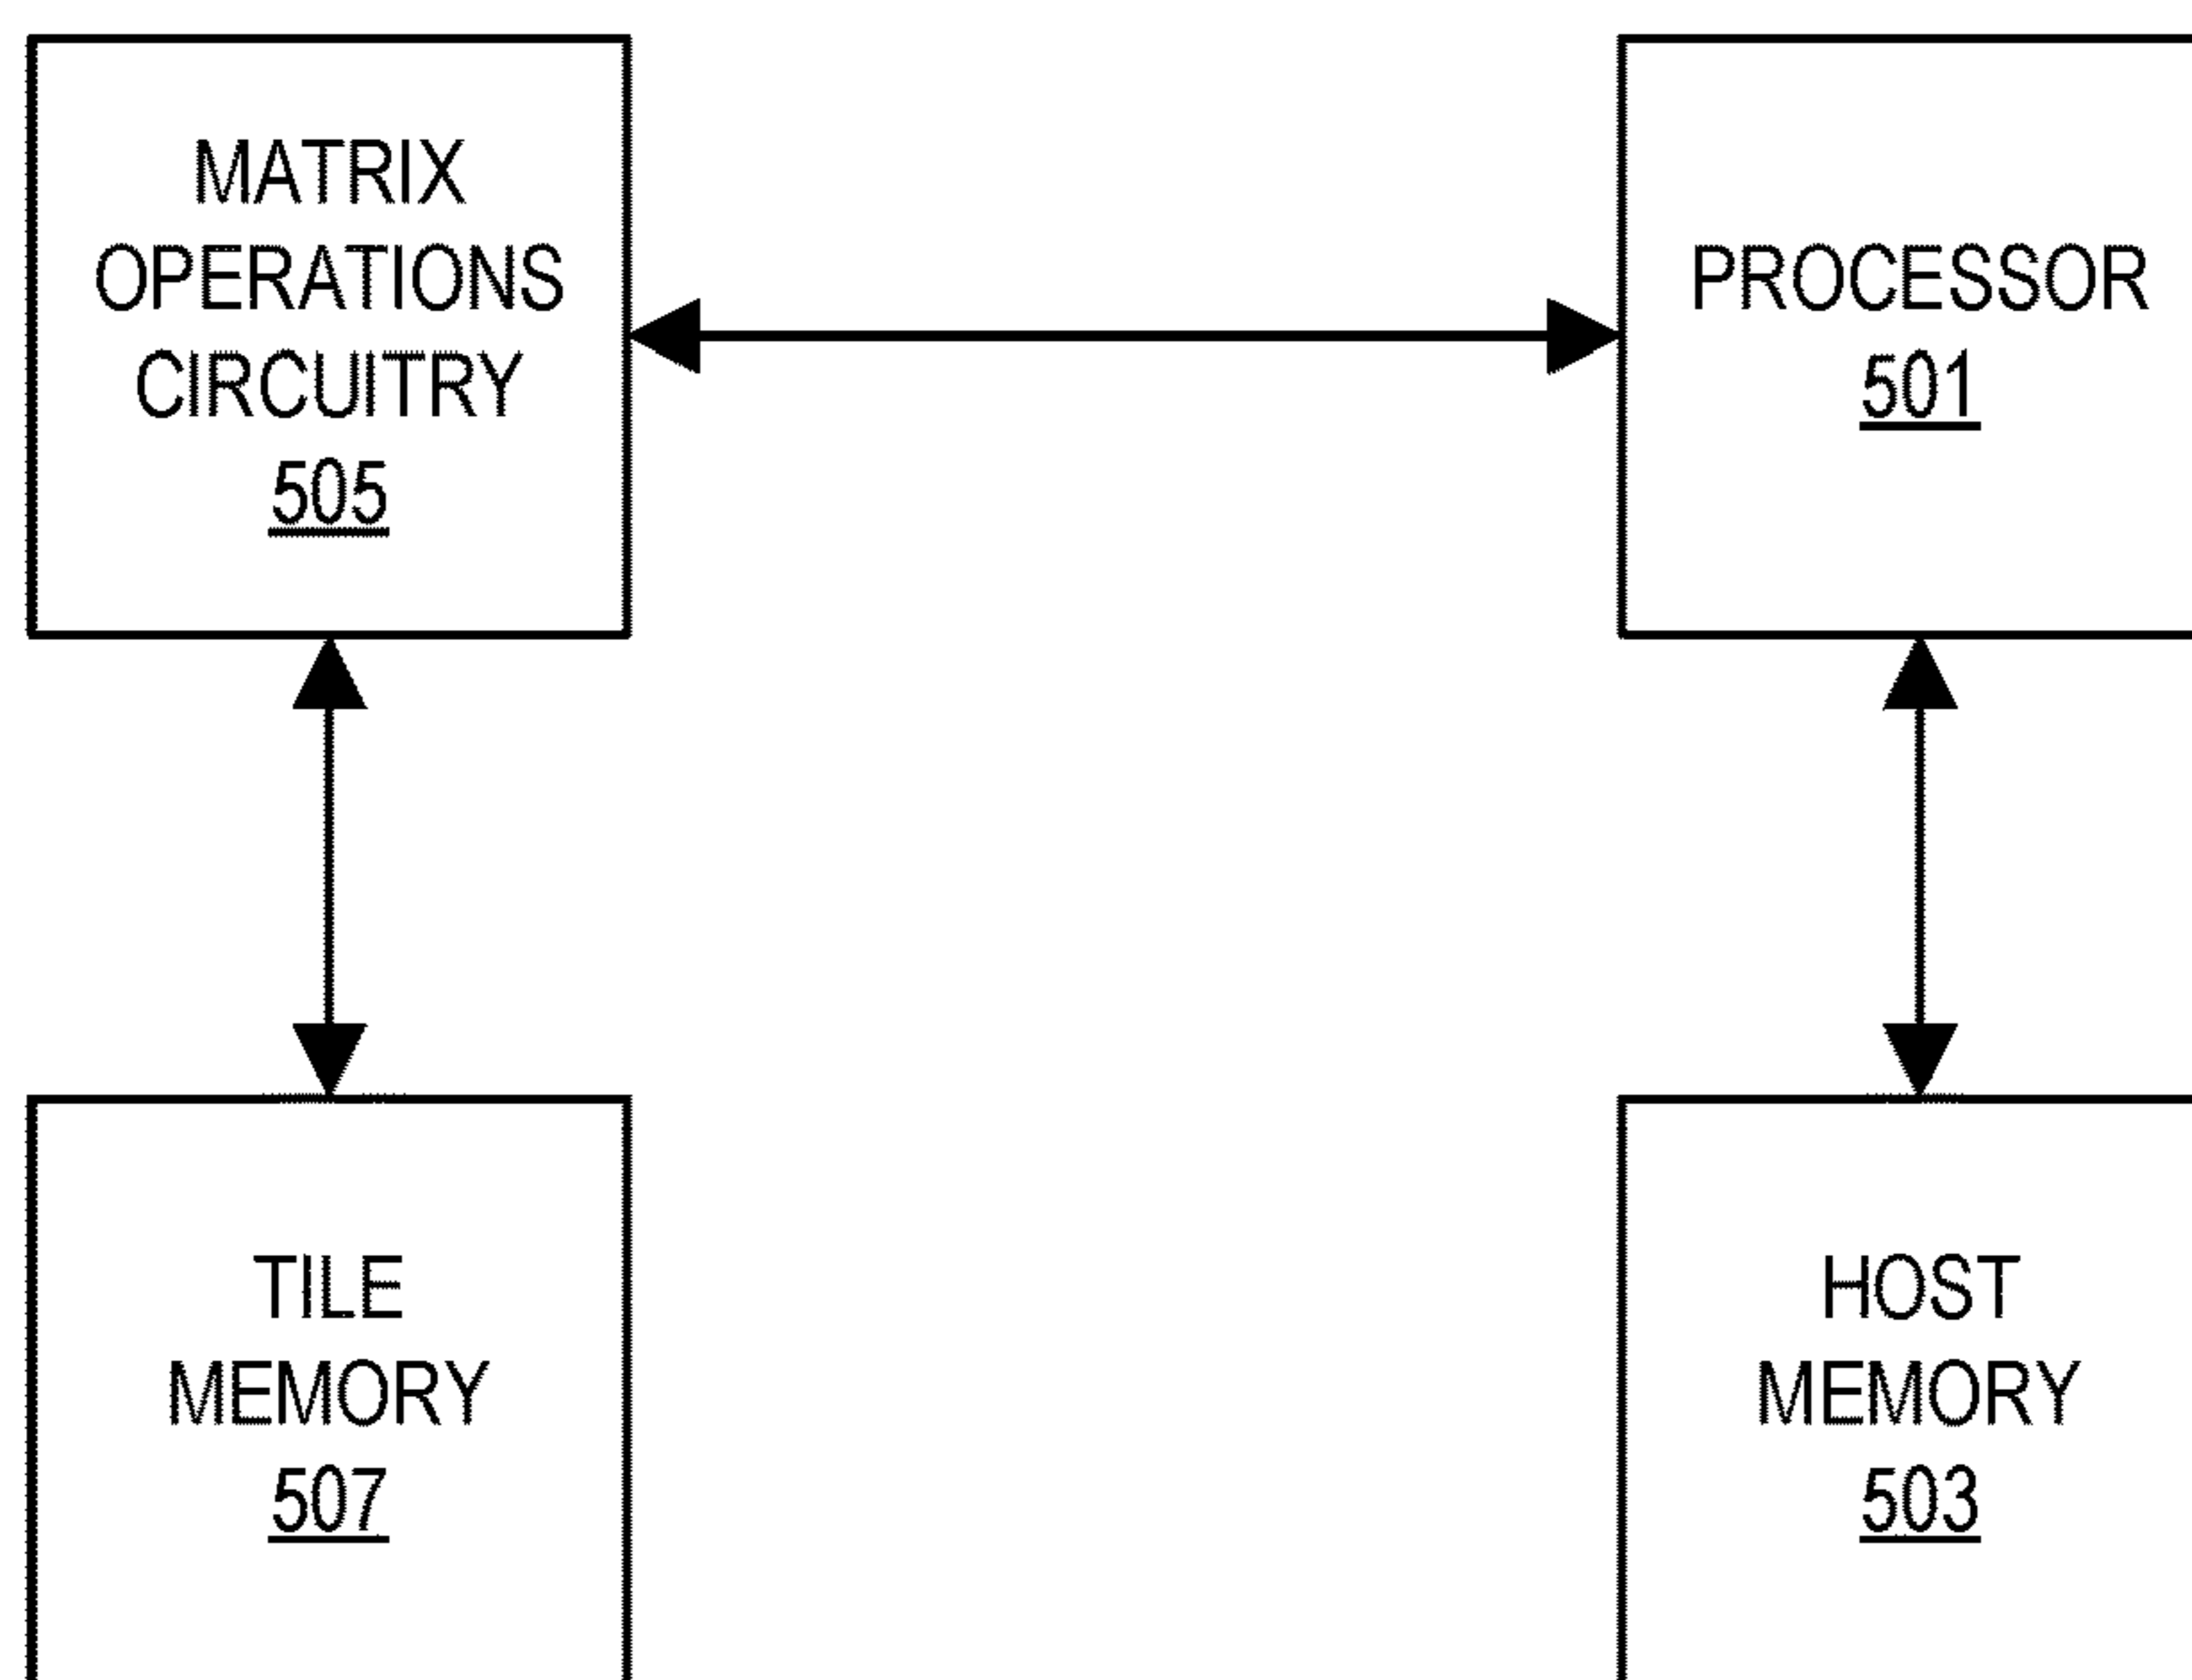 MATRIX
OPERATIONS
CIRCUITRY
505
PROCESSOR
501
TILE
MEMORY
507
HOST
MEMORY
503